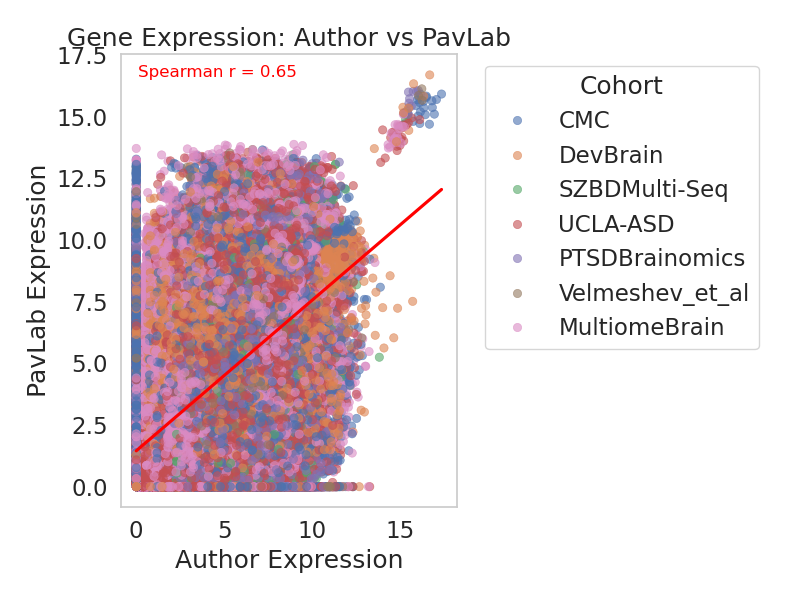 Gene Expression: Author vs PavLab
Spearman r = 0.65
17.5
15.0
12.5
10.0
7.5
5.0
2.5
0.0
PavLab Expression
0 5 10 15
Author Expression
Cohort
CMC
DevBrain
SZBDMulti-Seq
UCLA-ASD
PTSDBrainomics
Velmeshev_et_al
MultiomeBrain